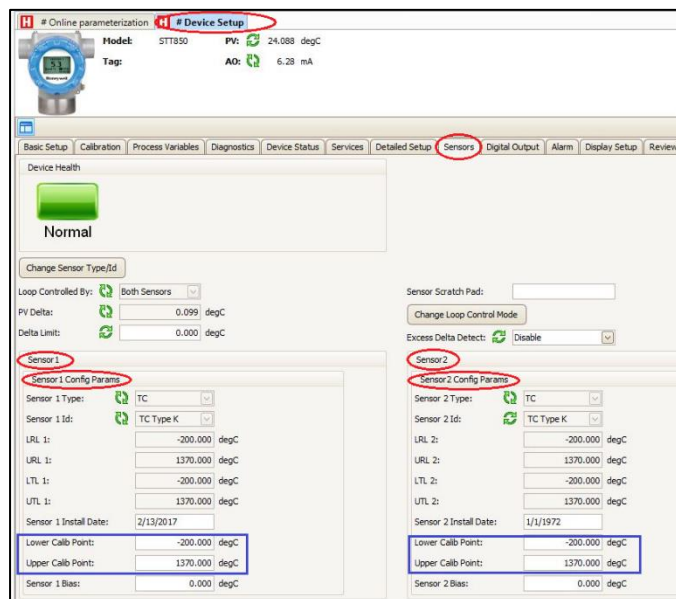 # Online parameterization # Device Setup
Model: STT850 PV: 24.088 degC
Tag: AO: 6.28 mA
Honeywell
Basic Setup Calibration Process Variables Diagnostics Device Status Services Detailed Setup Sensors Digital Output Alarm Display Setup Review
Device Health
Normal
Change Sensor Type/Id
Loop Controlled By: Both Sensors Sensor Scratch Pad:
PV Delta: 0.099 degC Change Loop Control Mode
Delta Limit: 0.000 degC Excess Delta Detect: Disable
Sensor1 Sensor2
Sensor1 Config Params Sensor2 Config Params
Sensor 1 Type: TC Sensor 2 Type: TC
Sensor 1 Id: TC Type K Sensor 2 Id: TC Type K
LRL 1: -200.000 degC LRL 2: -200.000 degC
URL 1: 1370.000 degC URL 2: 1370.000 degC
LTL 1: -200.000 degC LTL 2: -200.000 degC
UTL 1: 1370.000 degC UTL 2: 1370.000 degC
Sensor 1 Install Date: 2/13/2017 Sensor 2 Install Date: 1/1/1972
Lower Calib Point: -200.000 degC Lower Calib Point: -200.000 degC
Upper Calib Point: 1370.000 degC Upper Calib Point: 1370.000 degC
Sensor 1 Bias: 0.000 degC Sensor 2 Bias: 0.000 degC